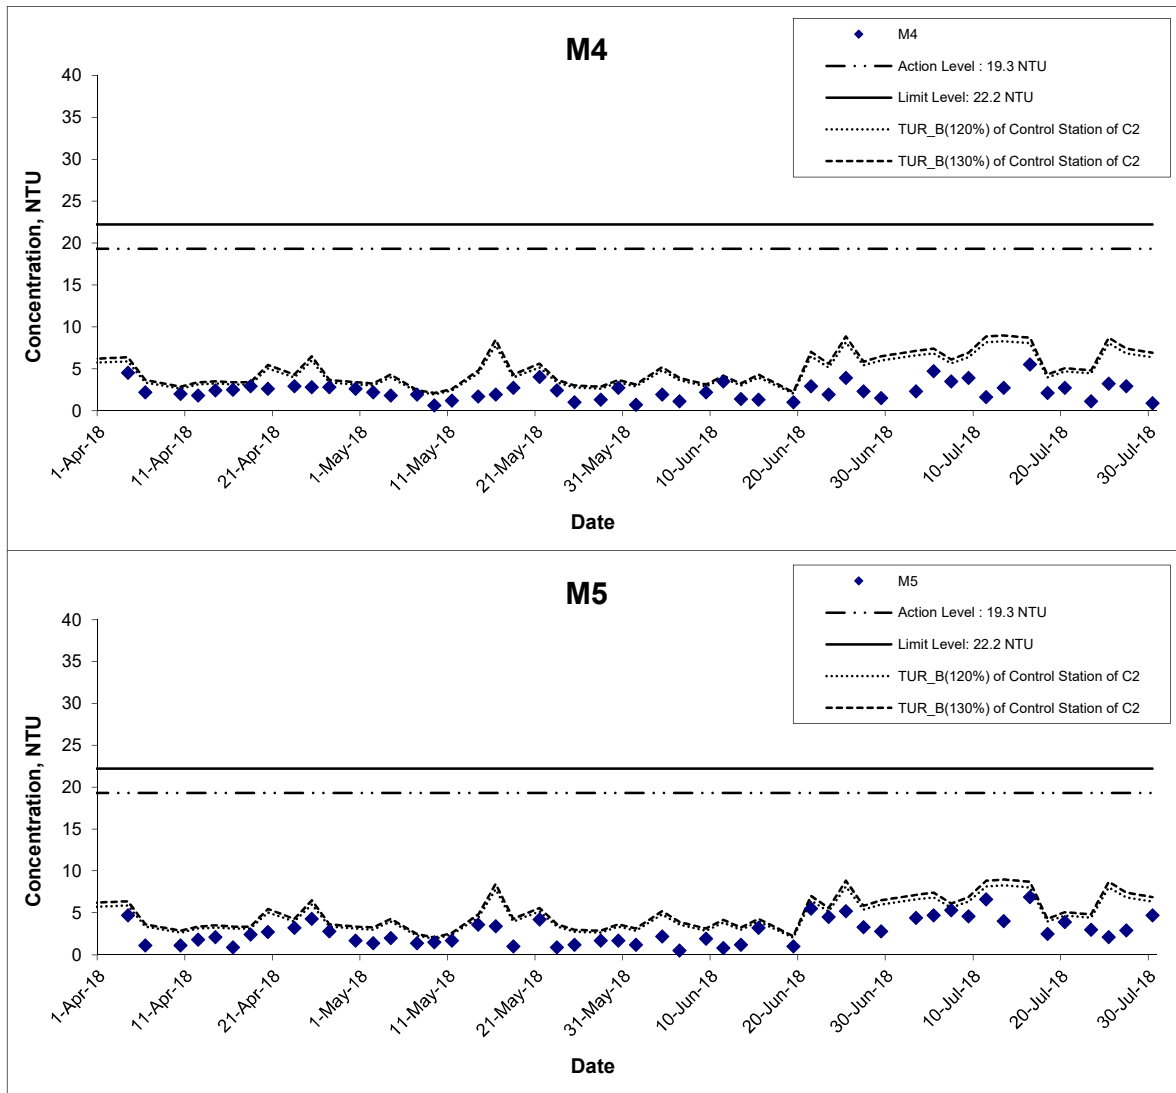 M4
M4
Action Level : 19.3 NTU
Limit Level: 22.2 NTU
TUR_B(120%) of Control Station of C2
TUR_B(130%) of Control Station of C2
Concentration, NTU
40
35
30
25
20
15
10
5
0
1-Apr-18
11-Apr-18
21-Apr-18
1-May-18
11-May-18
21-May-18
31-May-18
10-Jun-18
20-Jun-18
30-Jun-18
10-Jul-18
20-Jul-18
30-Jul-18
Date
M5
M5
Action Level : 19.3 NTU
Limit Level: 22.2 NTU
TUR_B(120%) of Control Station of C2
TUR_B(130%) of Control Station of C2
Concentration, NTU
40
35
30
25
20
15
10
5
0
1-Apr-18
11-Apr-18
21-Apr-18
1-May-18
11-May-18
21-May-18
31-May-18
10-Jun-18
20-Jun-18
30-Jun-18
10-Jul-18
20-Jul-18
30-Jul-18
Date